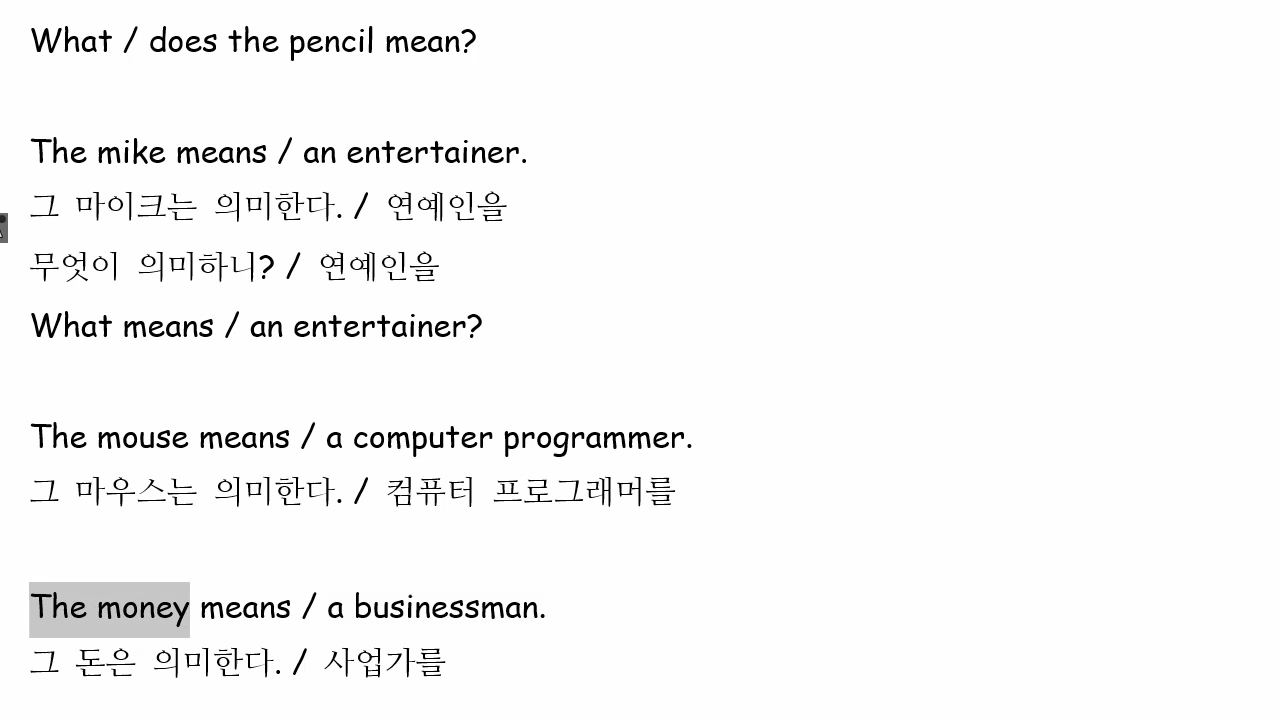 What / does the pencil mean?
The mike means / an entertainer.
그 마이크는 의미한다. / 연예인을
무엇이 의미하니? / 연예인을
What means / an entertainer?
The mouse means / a computer programmer.
그 마우스는 의미한다. / 컴퓨터 프로그래머를
The money means / a businessman.
그 돈은 의미한다. / 사업가를